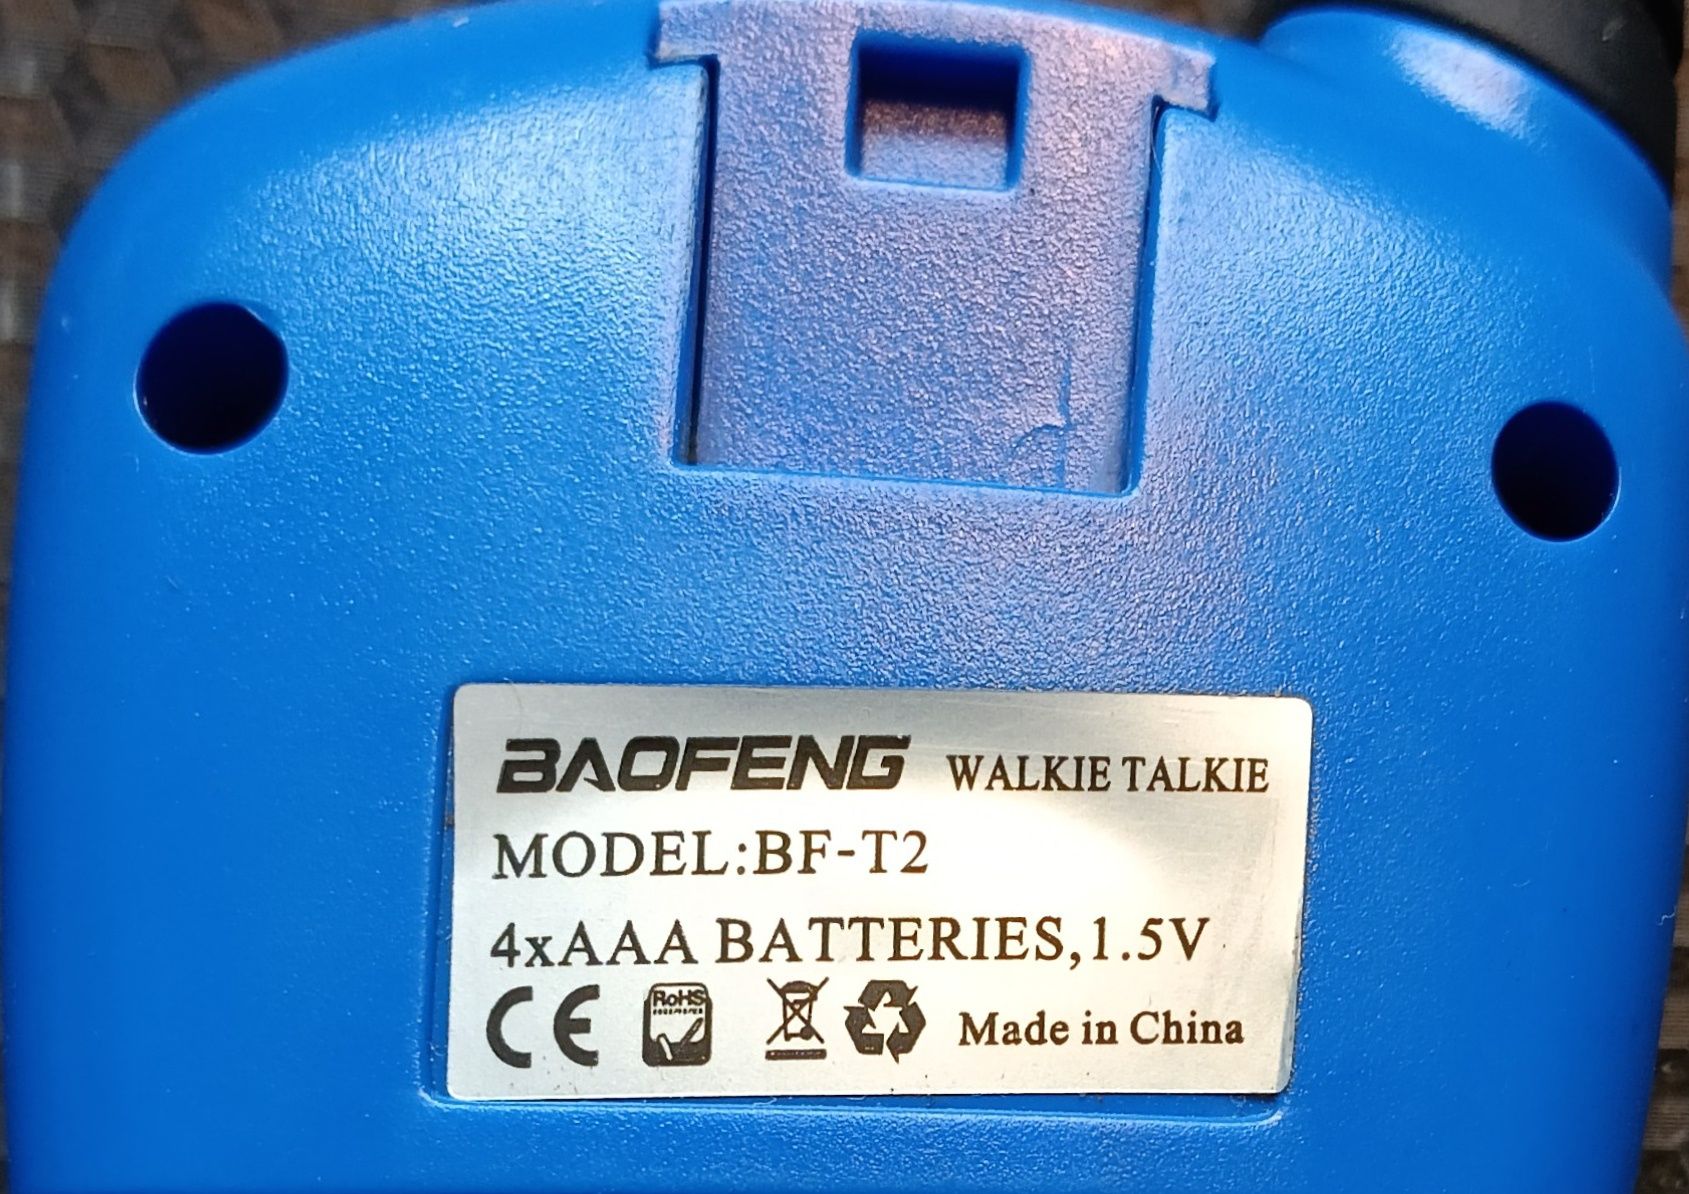 BAOFENG WALKIE TALKIE
MODEL:BF-T2
4xAAA BATTERIES,1.5V
CE RoHS Made in China